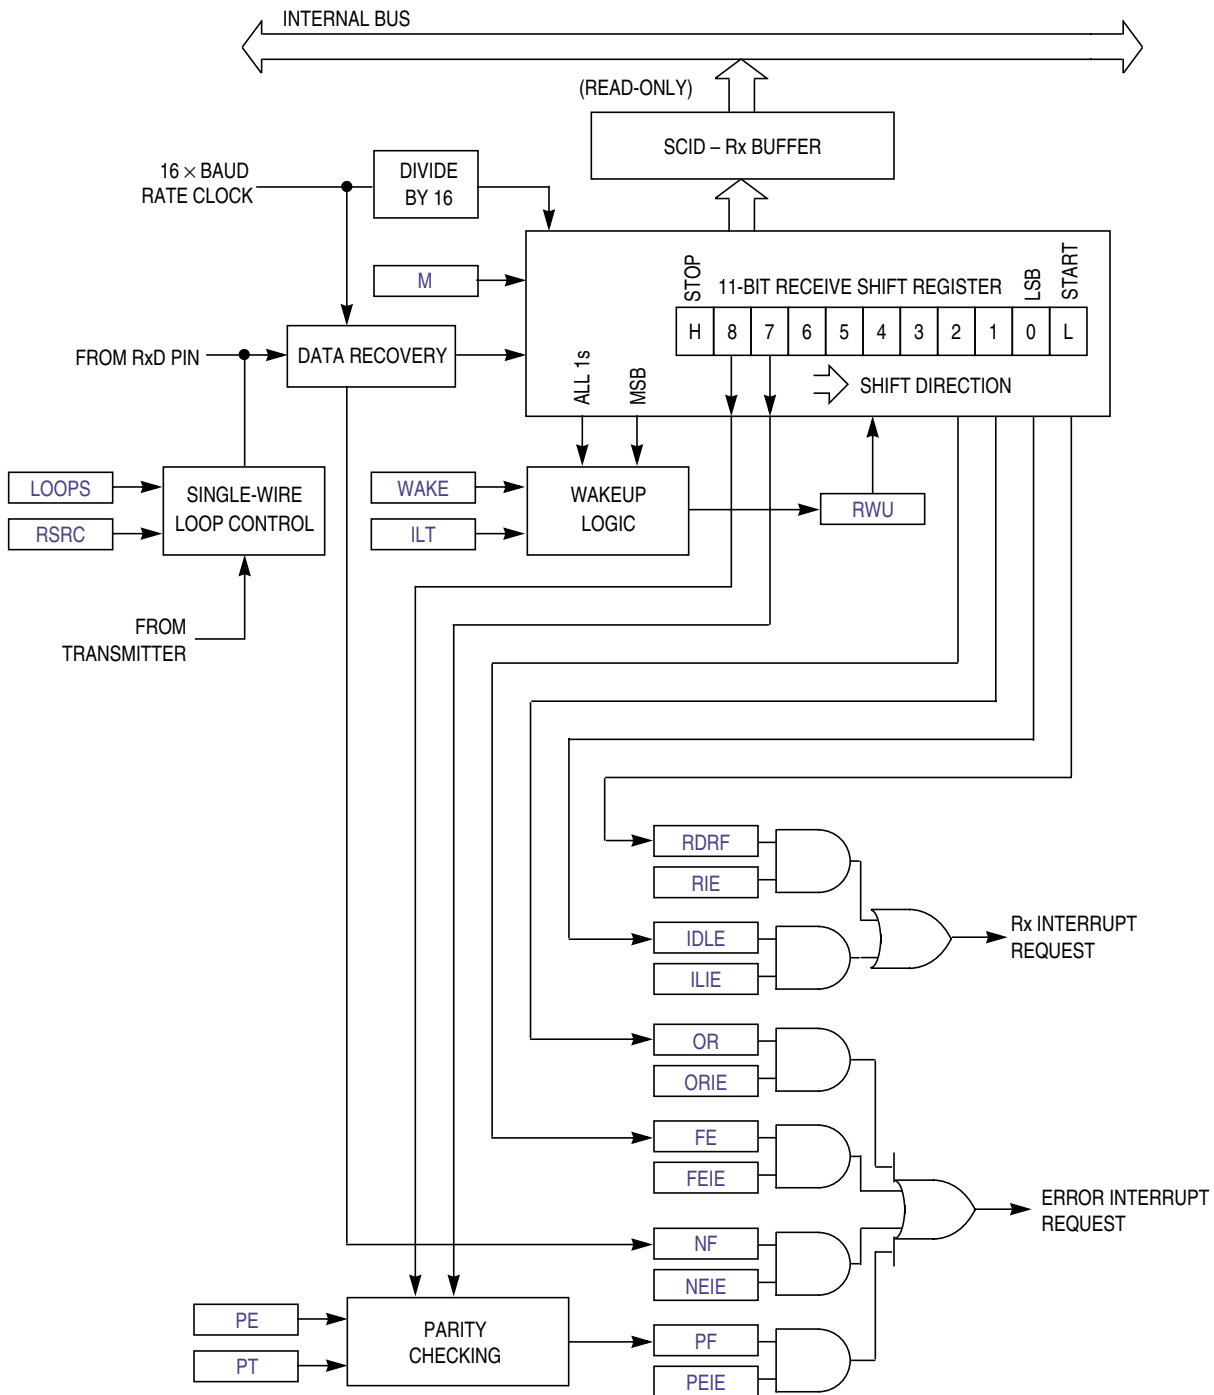 INTERNAL BUS
(READ-ONLY)
SCID – Rx BUFFER
16 × BAUD
RATE CLOCK
DIVIDE
BY 16
M
STOP
11-BIT RECEIVE SHIFT REGISTER
LSB
START
H 8 7 6 5 4 3 2 1 0 L
FROM RxD PIN
DATA RECOVERY
ALL 1s
MSB
SHIFT DIRECTION
LOOPS
RSRC
SINGLE-WIRE
LOOP CONTROL
WAKE
ILT
WAKEUP
LOGIC
RWU
FROM
TRANSMITTER
RDRF
RIE
IDLE
ILIE
Rx INTERRUPT
REQUEST
OR
ORIE
FE
FEIE
NF
NEIE
ERROR INTERRUPT
REQUEST
PE
PT
PARITY
CHECKING
PF
PEIE